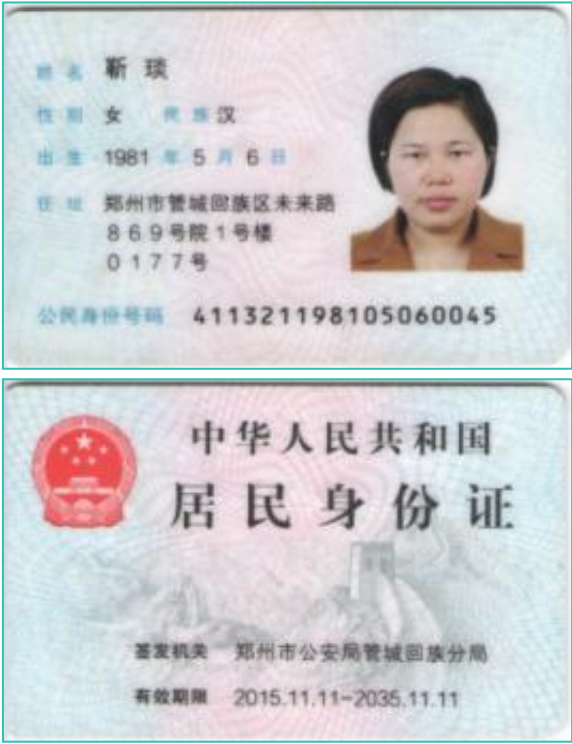 姓名 靳琰
性别 女 民族 汉
出生 1981 年 5 月 6 日
住址 郑州市管城回族区未来路
869号院1号楼
0177号
公民身份号码 411321198105060045
中华人民共和国
居民身份证
签发机关 郑州市公安局管城回族分局
有效期限 2015.11.11-2035.11.11